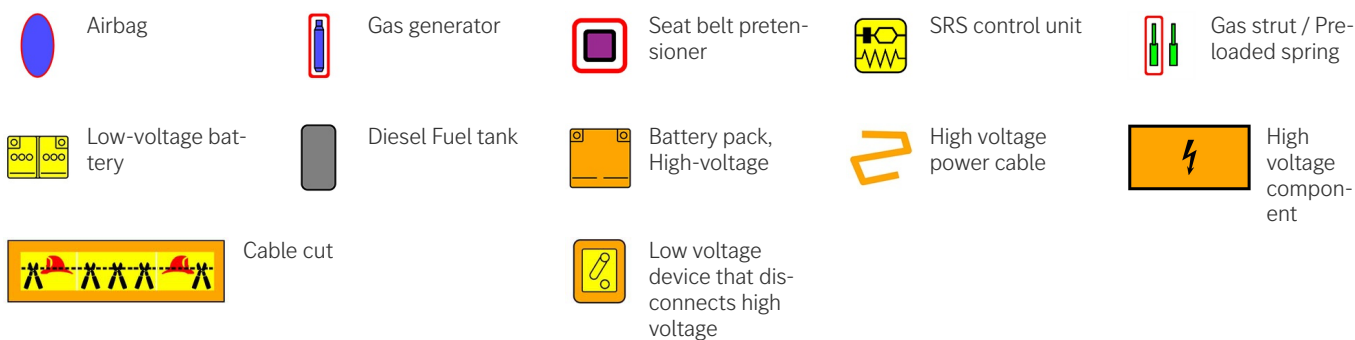 Airbag
Gas generator
Seat belt preten-
sioner
SRS control unit
Gas strut / Pre-
loaded spring
Low-voltage bat-
tery
Diesel Fuel tank
Battery pack,
High-voltage
High voltage
power cable
High
voltage
compon-
ent
Cable cut
Low voltage
device that dis-
connects high
voltage